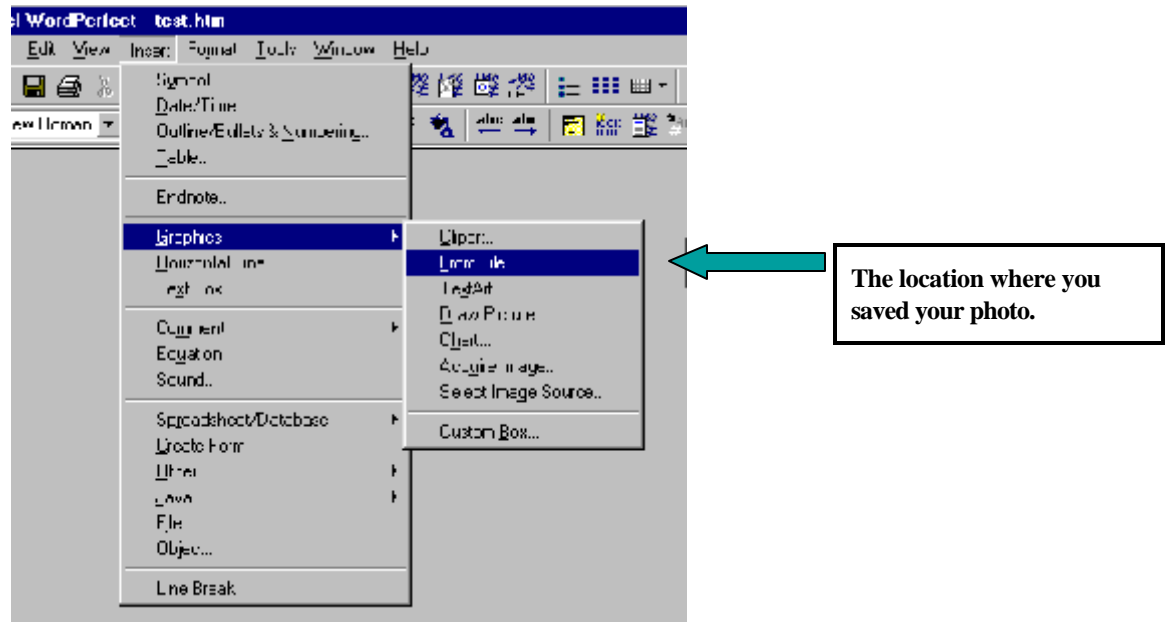 el WordPerfect test.htm
Edit View Insert Format Tools Window Help
ew Roman
Symbol
Date/Time
Outline/Bullets & Numbering...
Table...
Endnote...
Graphics
Horizontal Line
Text Box
Comment
Equation
Sound...
Spreadsheet/Database
Create Form
Other
Java
File
Object...
Line Break
Clipart...
From File
TextArt
Draw Picture
Chart...
Acquire Image...
Select Image Source...
Custom Box...
The location where you
saved your photo.